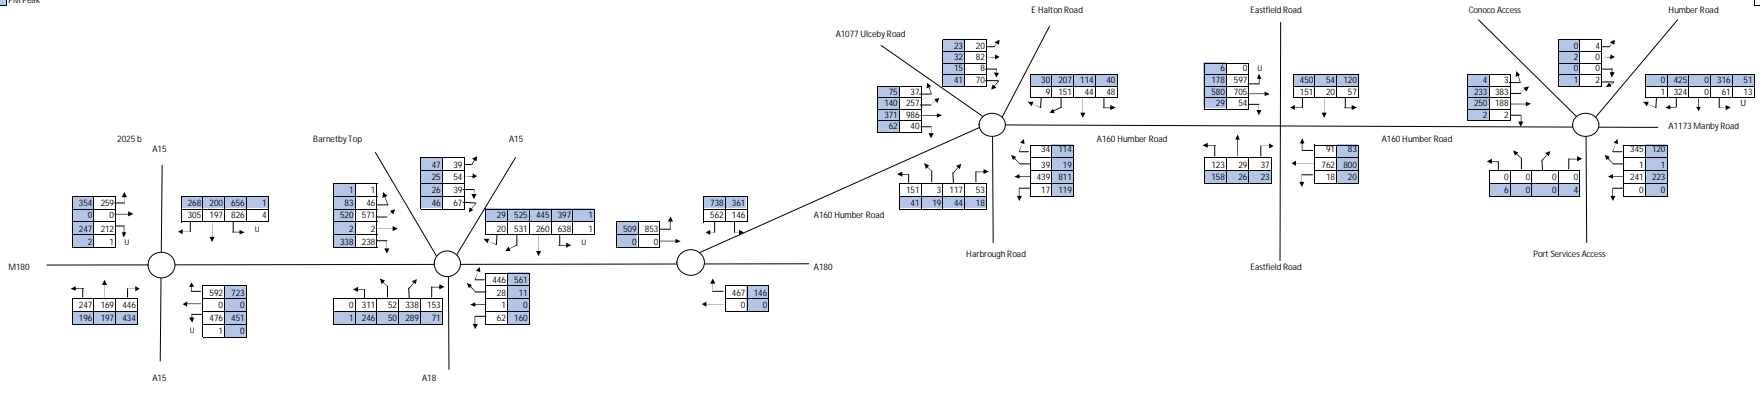 PM Peak
E Halton Road
Eastfield Road
Conoco Access
Humber Road
A1077 Ulceby Road
23 20
32 82
15 8
41 70
30 207 114 40
9 151 44 48
75 37
140 257
371 986
62 40
6 0 U
178 597
580 705
29 54
450 54 120
151 20 57
4 3
233 383
250 188
2 2
0 4
2 0
0 0
1 2
0 425 0 316 51
1 324 0 61 13
U
A1173 Manby Road
A160 Humber Road
A160 Humber Road
34 114
39 19
439 811
17 119
123 29 37
158 26 23
91 83
762 800
18 20
0 0 0 0
6 0 0 4
345 120
1 1
241 223
0 0
151 3 117 53
41 19 44 18
Harbrough Road
Eastfield Road
Port Services Access
2025 b
A15
Barnetby Top
A15
354 259
0 0
247 212
2 1 U
268 200 656 1
305 197 826 4
U
1 1
83 46
520 571
2 2
338 238
47 39
25 54
26 39
46 67
29 525 445 397 1
20 531 260 638 1
U
509 853
0 0
738 361
562 146
A160 Humber Road
M180
A180
247 169 446
196 197 434
592 723
0 0
476 451
U 1 0
0 311 52 338 153
1 246 50 289 71
446 561
28 11
1 0
62 160
467 146
0 0
A15
A18